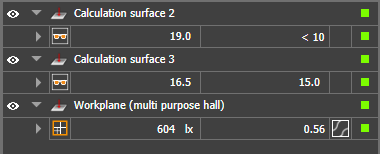 Calculation surface 2
19.0 < 10
Calculation surface 3
16.5 15.0
Workplane (multi purpose hall)
604 lx 0.56